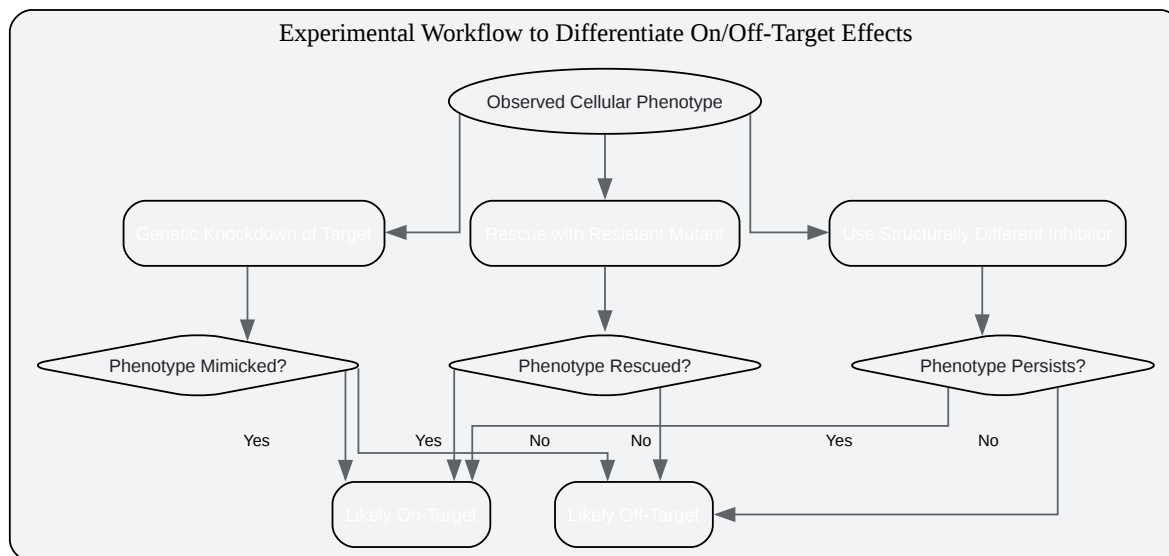 Experimental Workflow to Differentiate On/Off-Target Effects
Observed Cellular Phenotype
Genetic Knockdown of Target
Rescue with Resistant Mutant
Use Structurally Different Inhibitor
Phenotype Mimicked?
Phenotype Rescued?
Phenotype Persists?
Yes
Yes
No
No
Yes
No
Likely On-Target
Likely Off-Target